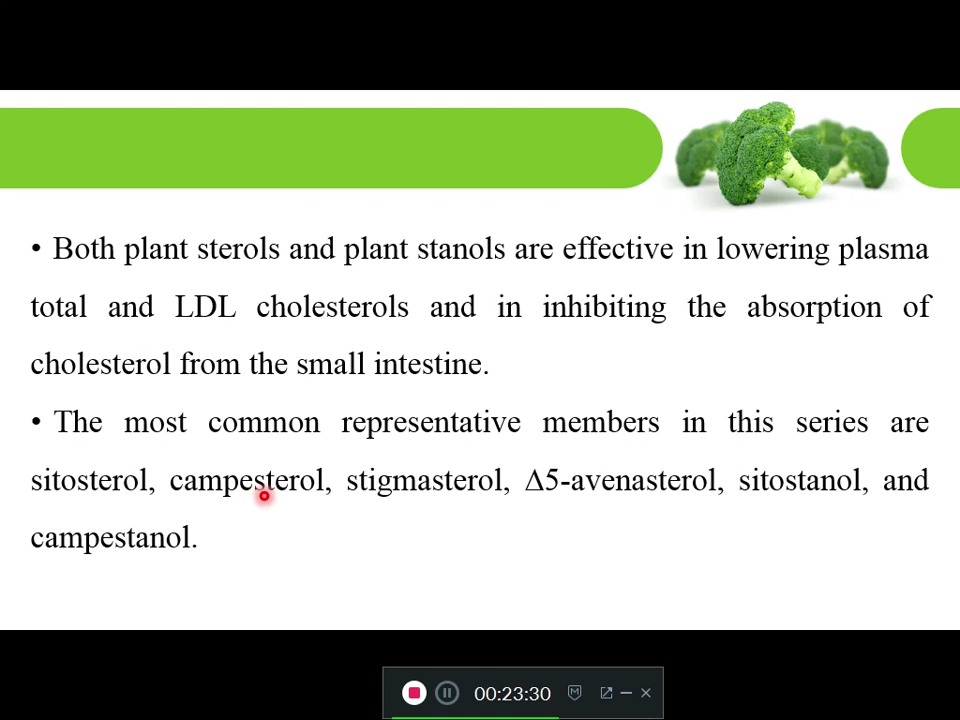 • Both plant sterols and plant stanols are effective in lowering plasma
total and LDL cholesterols and in inhibiting the absorption of
cholesterol from the small intestine.
• The most common representative members in this series are
sitosterol, campesterol, stigmasterol, Δ5-avenasterol, sitostanol, and
campestanol.
00:23:30